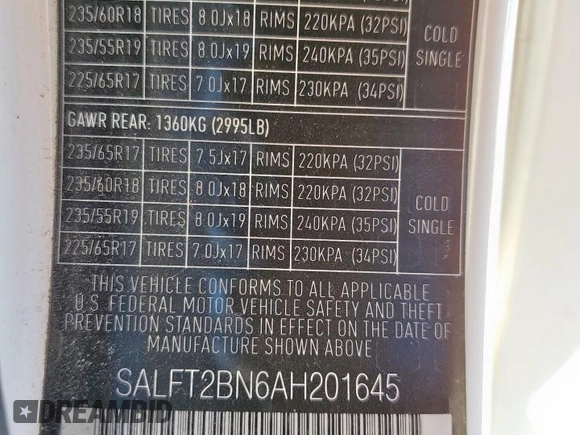 235/60R18 TIRES 8.0Jx18 RIMS 220KPA (32PSI) COLD
235/55R19 TIRES 8.0Jx19 RIMS 240KPA (35PSI) SINGLE
225/65R17 TIRES 7.0Jx17 RIMS 230KPA (34PSI)
GAWR REAR: 1360KG (2995LB)
235/65R17 TIRES 7.5Jx17 RIMS 220KPA (32PSI)
235/60R18 TIRES 8.0Jx18 RIMS 220KPA (32PSI) COLD
235/55R19 TIRES 8.0Jx19 RIMS 240KPA (35PSI) SINGLE
225/65R17 TIRES 7.0Jx17 RIMS 230KPA (34PSI)
THIS VEHICLE CONFORMS TO ALL APPLICABLE
U.S. FEDERAL MOTOR VEHICLE SAFETY AND THEFT
PREVENTION STANDARDS IN EFFECT ON THE DATE OF
MANUFACTURE SHOWN ABOVE
SALFT2BN6AH201645
DREAMBID